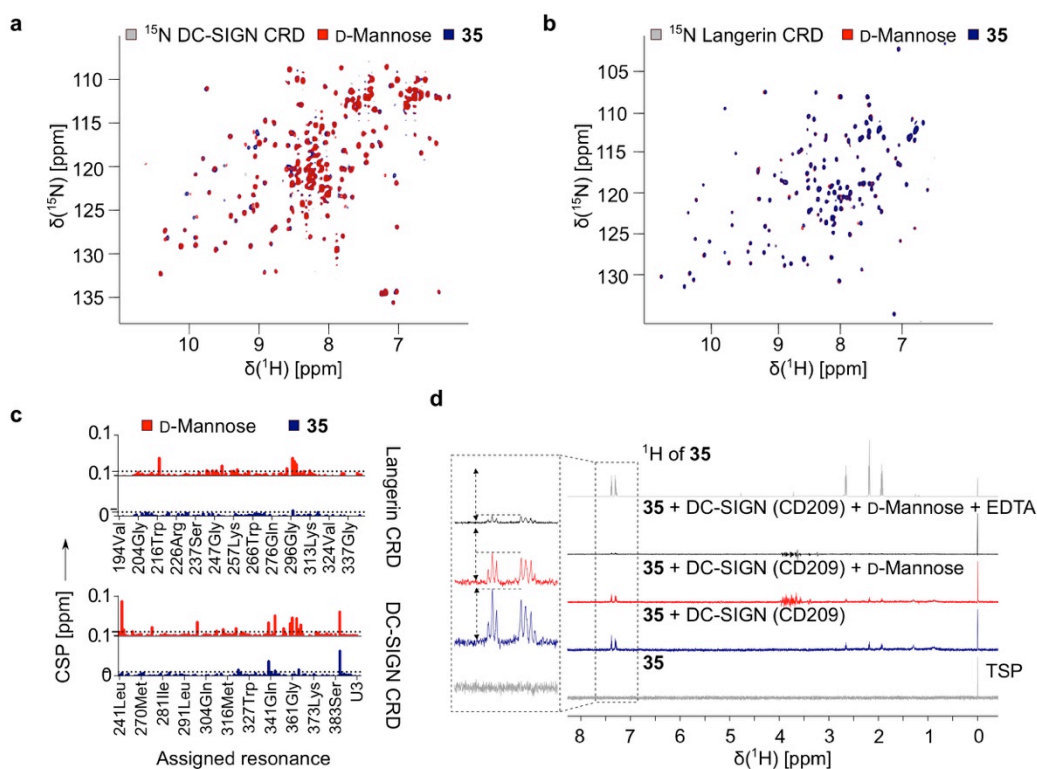 a
¹⁵N DC-SIGN CRD D-Mannose 35
110
115
120
125
130
135
δ(¹⁵N) [ppm]
10 9 8 7
δ(¹H) [ppm]
b
¹⁵N Langerin CRD D-Mannose 35
105
110
115
120
130
δ(¹⁵N) [ppm]
10 9 8 7
δ(¹H) [ppm]
c
D-Mannose 35
0.1
0.1
0
Langerin CRD
194Val 204Gly 216Trp 226Arg 237Ser 247Gly 257Lys 266Trp 276Gln 296Gly 313Lys 324Val 337Gly
CSP [ppm]
0.1
0.1
0
DC-SIGN CRD
241Leu 270Met 281Ile 291Leu 304Gln 316Met 327Trp 341Gln 361Gly 373Lys 383Ser U3
Assigned resonance
d
¹H of 35
35 + DC-SIGN (CD209) + D-Mannose + EDTA
35 + DC-SIGN (CD209) + D-Mannose
35 + DC-SIGN (CD209)
35
TSP
8 7 6 5 4 3 2 1 0
δ(¹H) [ppm]